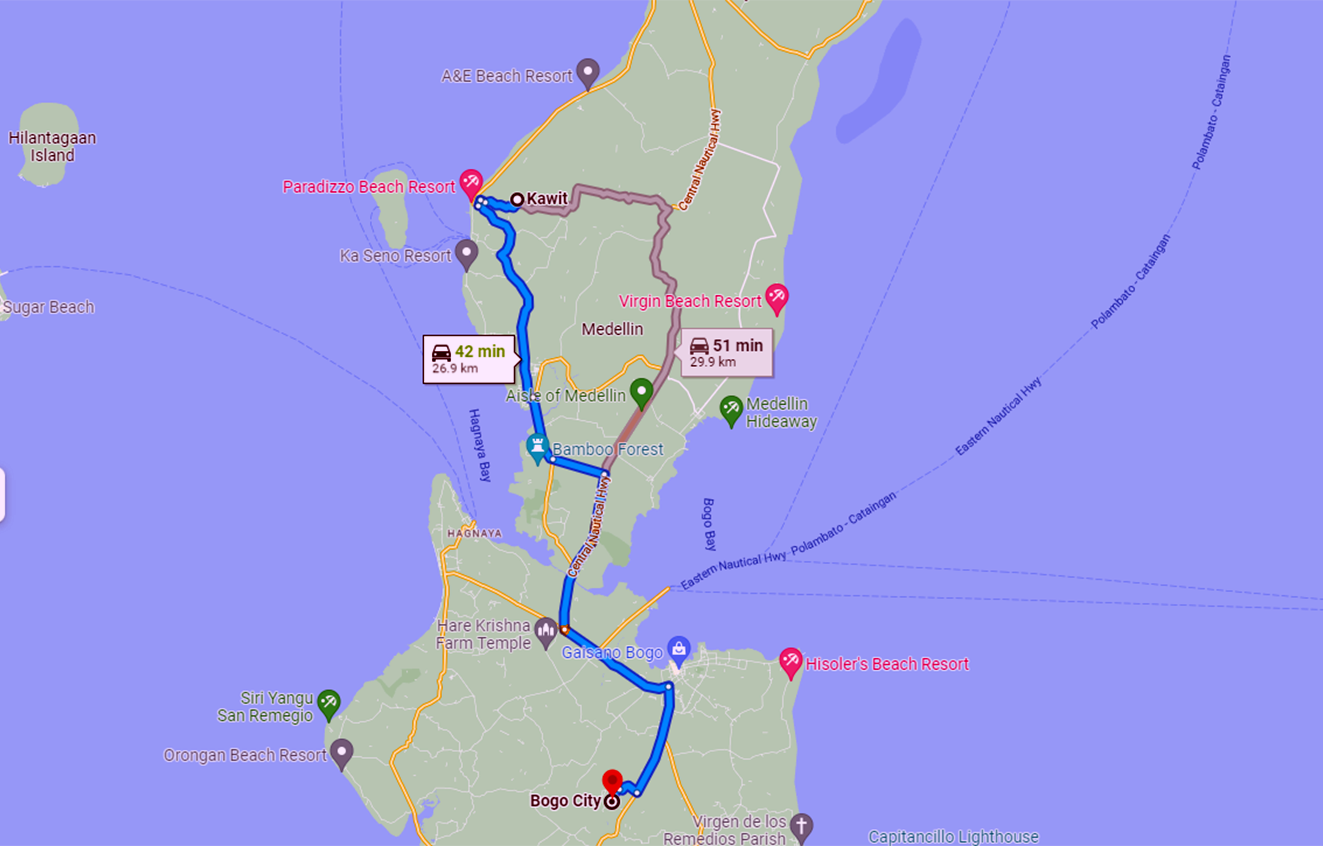 A&E Beach Resort
Hilantagaan
Island
Polambato - Cataingan
Central Nautical Hwy
Paradizzo Beach Resort
Kawit
Ka Seno Resort
Sugar Beach
Virgin Beach Resort
Polambato - Cataingan
Medellin
42 min
26.9 km
51 min
29.9 km
Aisle of Medellin
Medellin
Hideaway
Eastern Nautical Hwy
Hagnaya Bay
Bamboo Forest
Central Nautical Hwy
Bogo Bay
HAGNAYA
Eastern Nautical Hwy
Polambato - Cataingan
Hare Krishna
Farm Temple
Gaisano Bogo
Hisoler's Beach Resort
Siri Yangu
San Remegio
Orongan Beach Resort
Bogo City
Virgen de los
Remedios Parish
Capitancillo Lighthouse